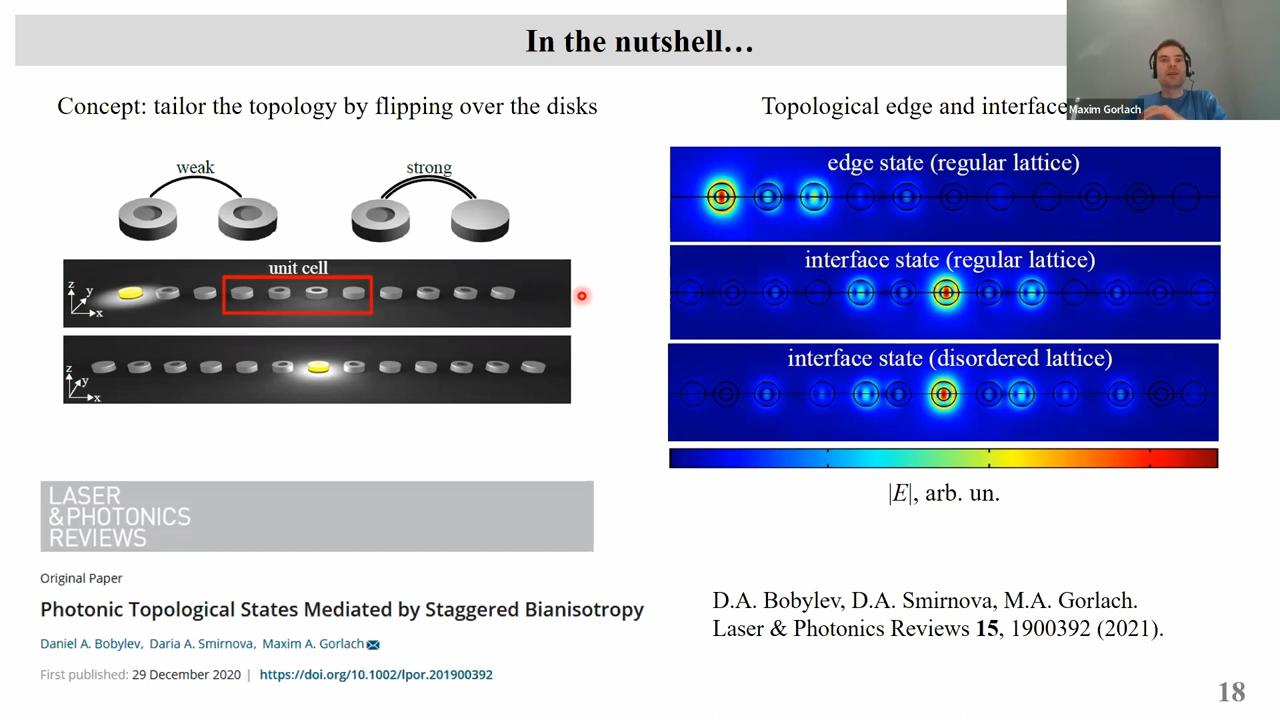 In the nutshell…
Maxim Gorlach
Concept: tailor the topology by flipping over the disks
weak
strong
unit cell
z
y
x
z
y
x
Topological edge and interface
edge state (regular lattice)
interface state (regular lattice)
interface state (disordered lattice)
|E|, arb. un.
LASER
&PHOTONICS
REVIEWS
Original Paper
Photonic Topological States Mediated by Staggered Bianisotropy
Daniel A. Bobylev, Daria A. Smirnova, Maxim A. Gorlach
First published: 29 December 2020 | https://doi.org/10.1002/lpor.201900392
D.A. Bobylev, D.A. Smirnova, M.A. Gorlach.
Laser & Photonics Reviews 15, 1900392 (2021).
18